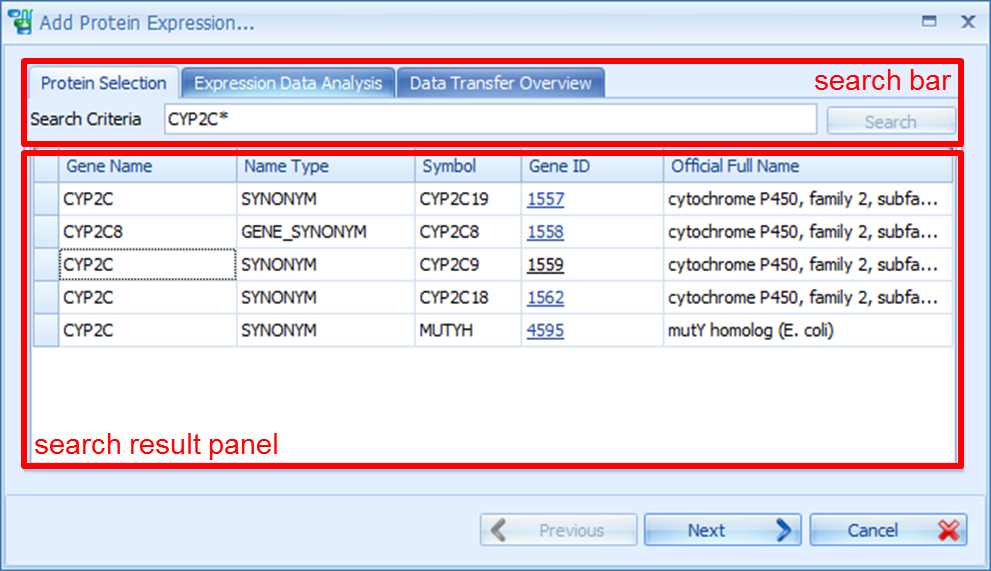 Add Protein Expression...
Protein Selection Expression Data Analysis Data Transfer Overview search bar
Search Criteria CYP2C* Search
Gene Name Name Type Symbol Gene ID Official Full Name
CYP2C SYNONYM CYP2C19 1557 cytochrome P450, family 2, subfa...
CYP2C8 GENE_SYNONYM CYP2C8 1558 cytochrome P450, family 2, subfa...
CYP2C SYNONYM CYP2C9 1559 cytochrome P450, family 2, subfa...
CYP2C SYNONYM CYP2C18 1562 cytochrome P450, family 2, subfa...
CYP2C SYNONYM MUTYH 4595 mutY homolog (E. coli)
search result panel
Previous Next Cancel